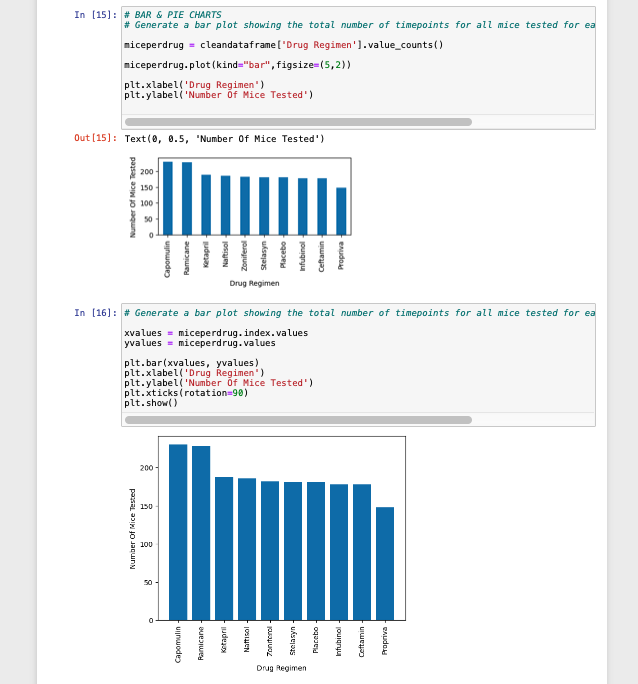 In [15]:
# BAR & PIE CHARTS
# Generate a bar plot showing the total number of timepoints for all mice tested for ea
miceperdrug = cleandataframe['Drug Regimen'].value_counts()
miceperdrug.plot(kind="bar",figsize=(5,2))
plt.xlabel('Drug Regimen')
plt.ylabel('Number Of Mice Tested')
Out[15]: Text(0, 0.5, 'Number Of Mice Tested')
Number Of Mice Tested
200
150
100
50
0
Capomulin
Ramicane
Ketapril
Naftisol
Zoniferol
Stelasyn
Placebo
Infubinol
Ceftamin
Propriva
Drug Regimen
In [16]:
# Generate a bar plot showing the total number of timepoints for all mice tested for ea
xvalues = miceperdrug.index.values
yvalues = miceperdrug.values
plt.bar(xvalues, yvalues)
plt.xlabel('Drug Regimen')
plt.ylabel('Number Of Mice Tested')
plt.xticks(rotation=90)
plt.show()
Number Of Mice Tested
200
150
100
50
0
Capomulin
Ramicane
Ketapril
Naftisol
Zoniferol
Stelasyn
Placebo
Infubinol
Ceftamin
Propriva
Drug Regimen